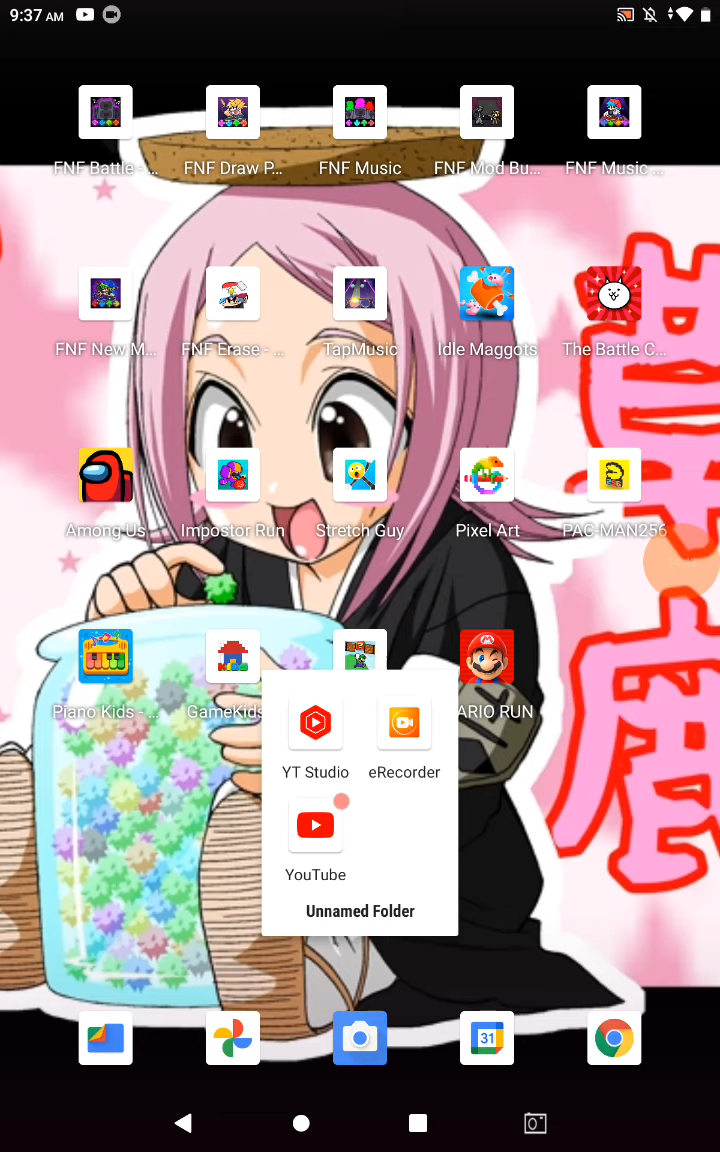 9:37 AM
FNF Battle - ...
FNF Draw P...
FNF Music
FNF Mod Bu...
FNF Music ...
FNF New M...
FNF Erase - ...
TapMusic
Idle Maggots
The Battle C...
Among Us
Impostor Run
Stretch Guy
Pixel Art
PAC-MAN256
Piano Kids - ...
GameKids
ARIO RUN
YT Studio
eRecorder
YouTube
Unnamed Folder
31